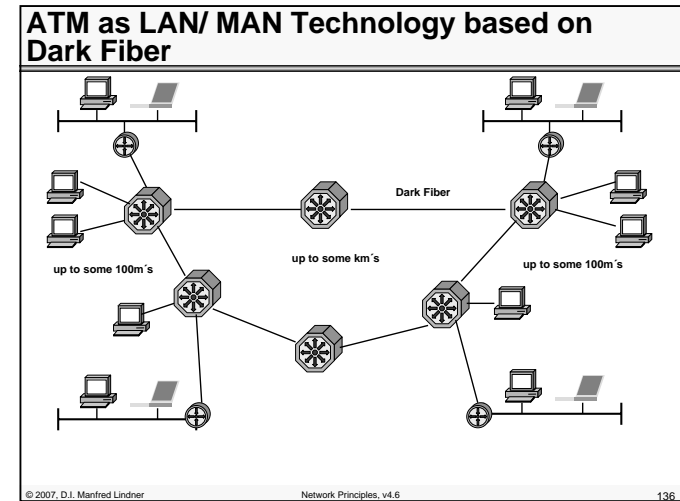 ATM as LAN/ MAN Technology based on
Dark Fiber
Dark Fiber
up to some km´s
up to some 100m´s
up to some 100m´s
© 2007, D.I. Manfred Lindner
Network Principles, v4.6
136